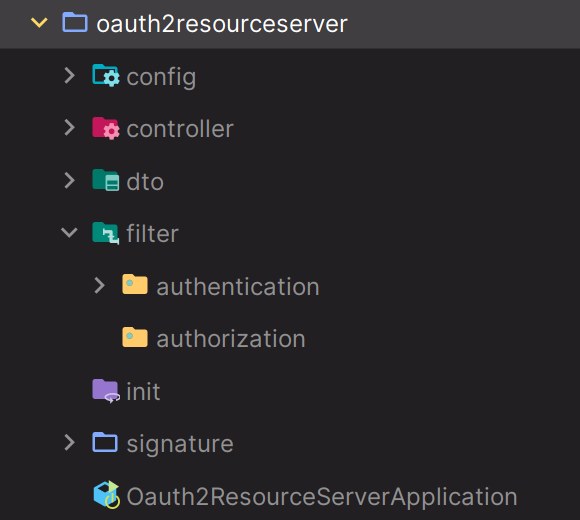 oauth2resourceserver
config
controller
dto
filter
authentication
authorization
init
signature
Oauth2ResourceServerApplication